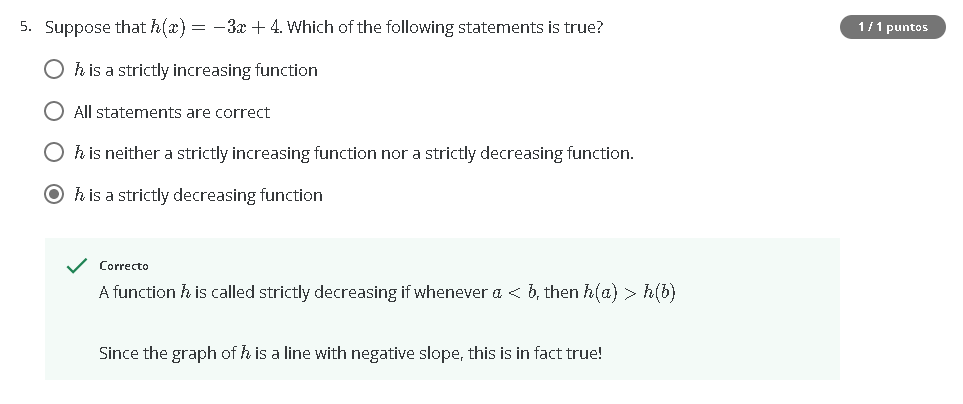 5. Suppose that h(x) = −3x + 4. Which of the following statements is true?
1 / 1 puntos
h is a strictly increasing function
All statements are correct
h is neither a strictly increasing function nor a strictly decreasing function.
h is a strictly decreasing function
Correcto
A function h is called strictly decreasing if whenever a < b, then h(a) > h(b)
Since the graph of h is a line with negative slope, this is in fact true!